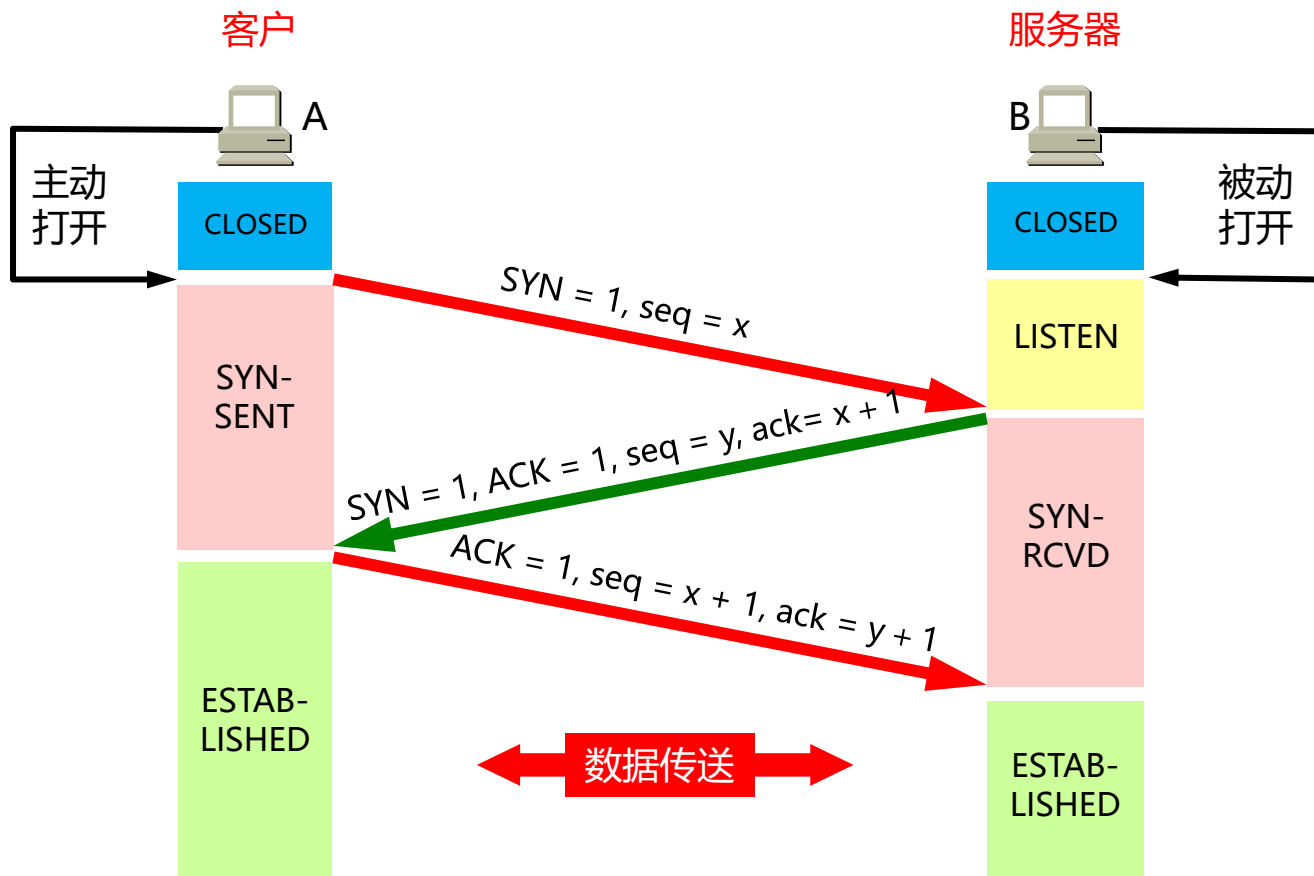 客户
服务器
A
B
主动
打开
被动
打开
CLOSED
CLOSED
SYN = 1, seq = x
LISTEN
SYN-
SENT
SYN = 1, ACK = 1, seq = y, ack= x + 1
SYN-
RCVD
ACK = 1, seq = x + 1, ack = y + 1
ESTAB-
LISHED
数据传送
ESTAB-
LISHED